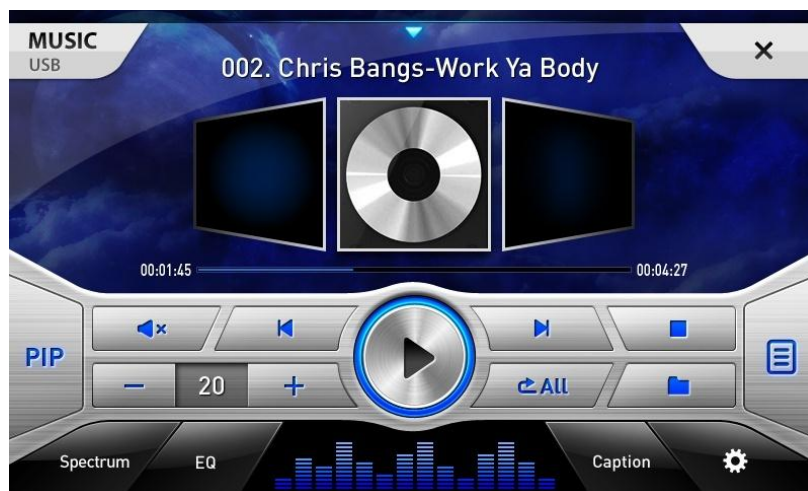 MUSIC
USB
002. Chris Bangs-Work Ya Body
00:01:45
00:04:27
PIP
20
All
Spectrum
EQ
Caption